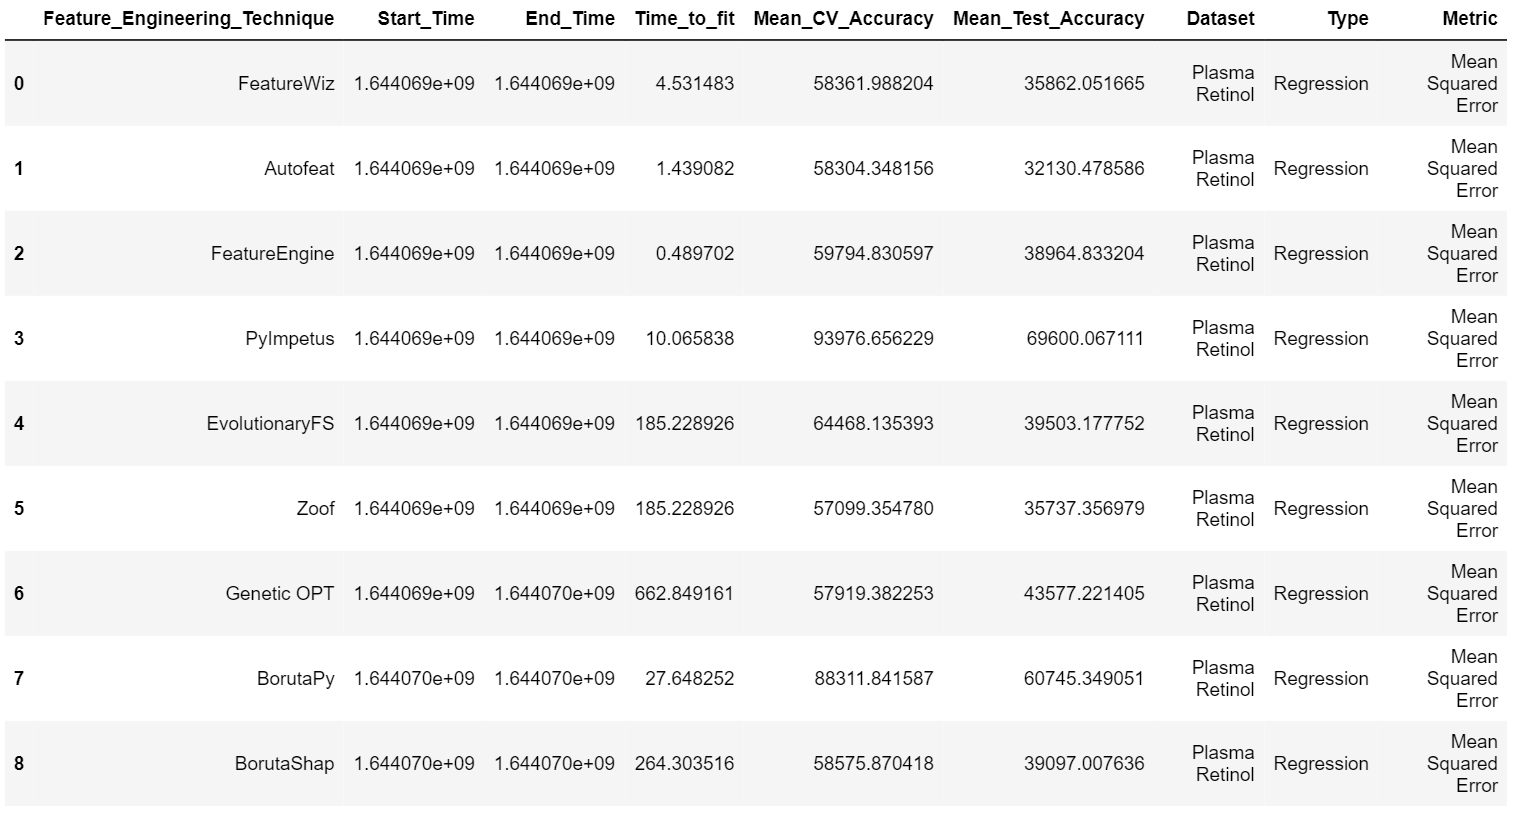 Feature_Engineering_Technique Start_Time End_Time Time_to_fit Mean_CV_Accuracy Mean_Test_Accuracy Dataset Type Metric
0 FeatureWiz 1.644069e+09 1.644069e+09 4.531483 58361.988204 35862.051665 Plasma Retinol Regression Mean Squared Error
1 Autofeat 1.644069e+09 1.644069e+09 1.439082 58304.348156 32130.478586 Plasma Retinol Regression Mean Squared Error
2 FeatureEngine 1.644069e+09 1.644069e+09 0.489702 59794.830597 38964.833204 Plasma Retinol Regression Mean Squared Error
3 PyImpetus 1.644069e+09 1.644069e+09 10.065838 93976.656229 69600.067111 Plasma Retinol Regression Mean Squared Error
4 EvolutionaryFS 1.644069e+09 1.644069e+09 185.228926 64468.135393 39503.177752 Plasma Retinol Regression Mean Squared Error
5 Zoof 1.644069e+09 1.644069e+09 185.228926 57099.354780 35737.356979 Plasma Retinol Regression Mean Squared Error
6 Genetic OPT 1.644069e+09 1.644070e+09 662.849161 57919.382253 43577.221405 Plasma Retinol Regression Mean Squared Error
7 BorutaPy 1.644070e+09 1.644070e+09 27.648252 88311.841587 60745.349051 Plasma Retinol Regression Mean Squared Error
8 BorutaShap 1.644070e+09 1.644070e+09 264.303516 58575.870418 39097.007636 Plasma Retinol Regression Mean Squared Error